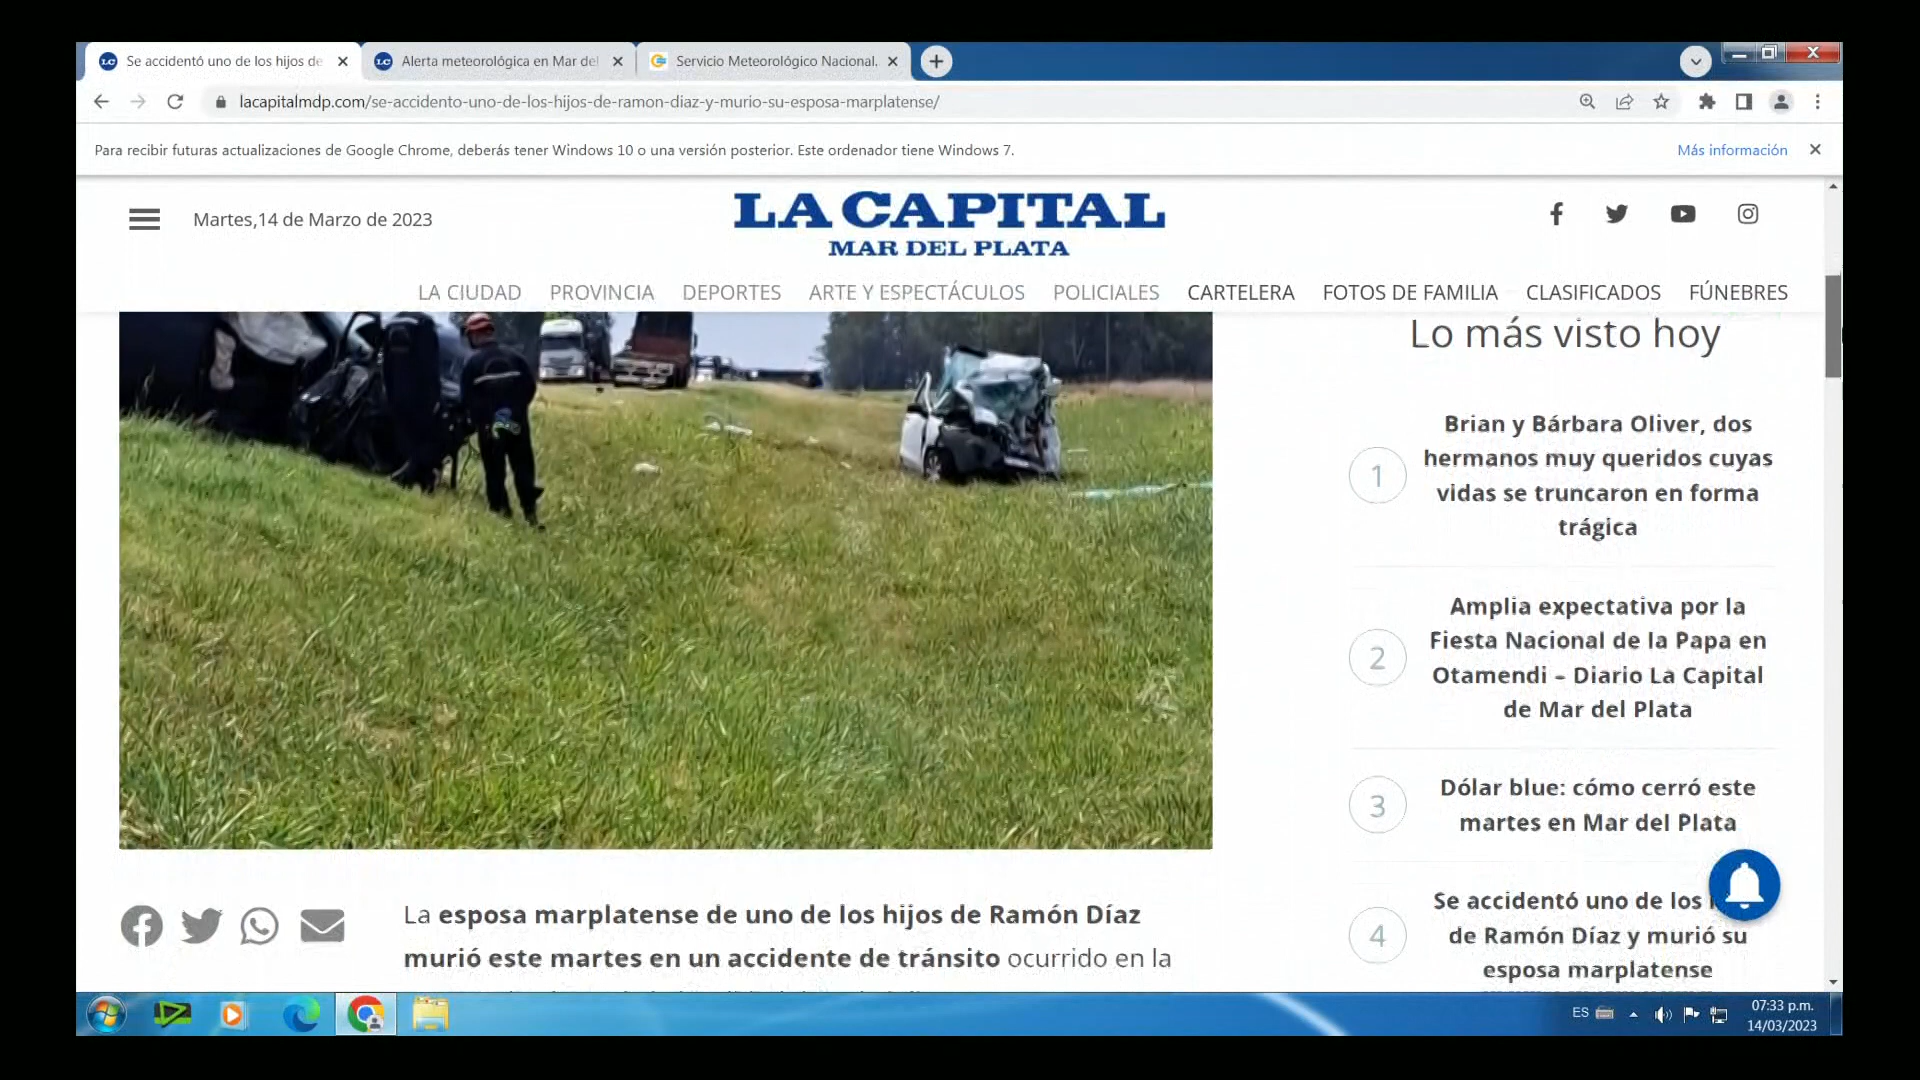 Se accidentó uno de los hijos de
Alerta meteorológica en Mar del
Servicio Meteorológico Nacional.
lacapitalmdp.com/se-accidento-uno-de-los-hijos-de-ramon-diaz-y-murio-su-esposa-marplatense/
Para recibir futuras actualizaciones de Google Chrome, deberás tener Windows 10 o una versión posterior. Este ordenador tiene Windows 7.
Más información
Martes,14 de Marzo de 2023
LA CAPITAL
MAR DEL PLATA
LA CIUDAD PROVINCIA DEPORTES ARTE Y ESPECTÁCULOS POLICIALES CARTELERA FOTOS DE FAMILIA CLASIFICADOS FÚNEBRES
Lo más visto hoy
1
Brian y Bárbara Oliver, dos
hermanos muy queridos cuyas
vidas se truncaron en forma
trágica
2
Amplia expectativa por la
Fiesta Nacional de la Papa en
Otamendi – Diario La Capital
de Mar del Plata
3
Dólar blue: cómo cerró este
martes en Mar del Plata
4
Se accidentó uno de los
de Ramón Díaz y murió su
esposa marplatense
La esposa marplatense de uno de los hijos de Ramón Díaz
murió este martes en un accidente de tránsito ocurrido en la
ES
07:33 p.m.
14/03/2023